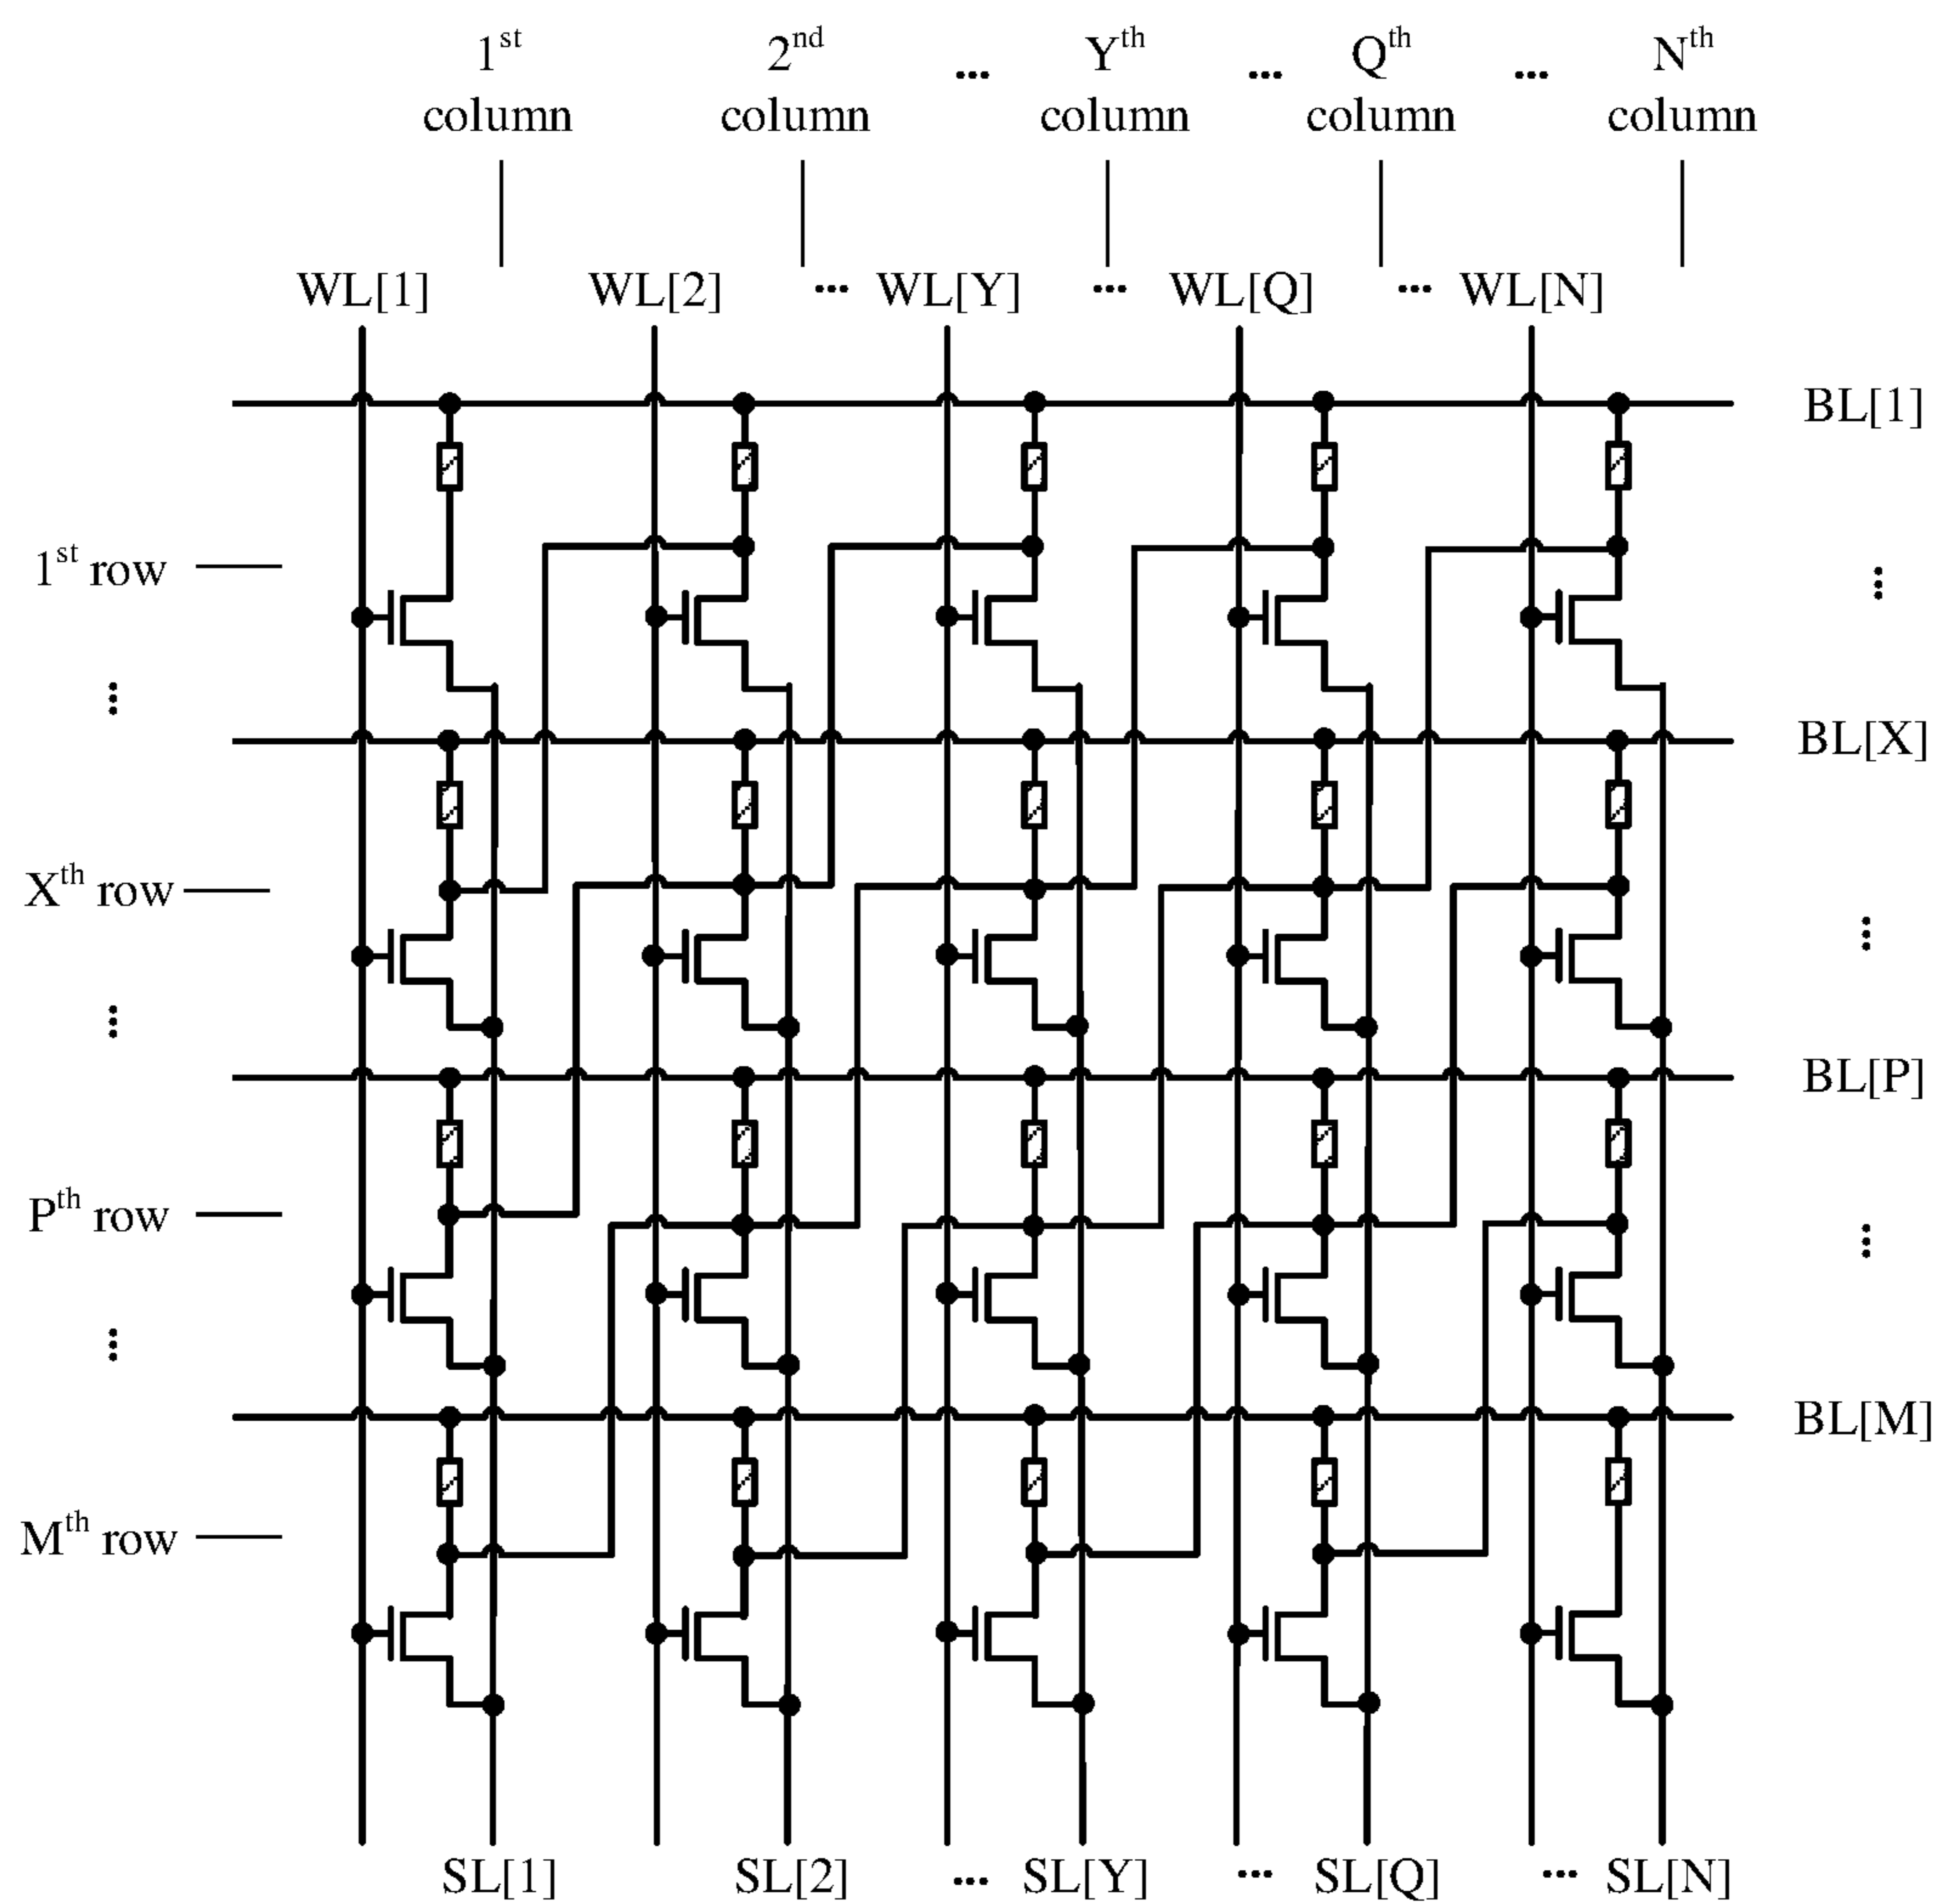 1st 2nd ... Yth ... Qth ... Nth
column column column column column
WL[1] WL[2] ... WL[Y] ... WL[Q] ... WL[N]
BL[1]
1st row
BL[X]
Xth row
BL[P]
Pth row
BL[M]
Mth row
SL[1] SL[2] ... SL[Y] ... SL[Q] ... SL[N]